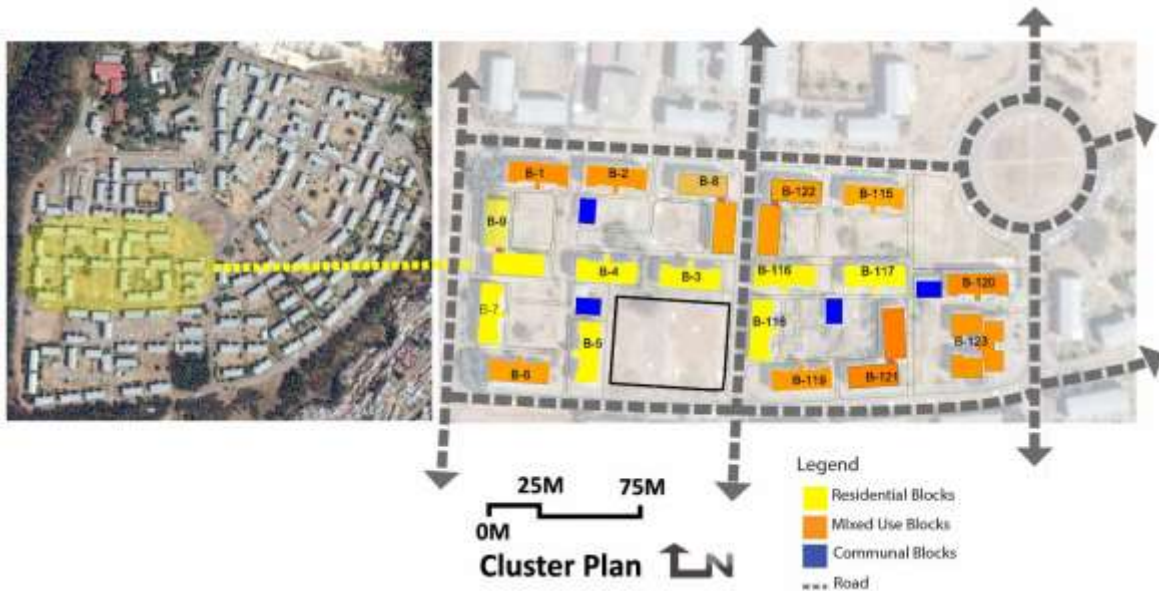 B-1
B-2
B-8
B-122
B-115
B-9
B-4
B-3
B-116
B-117
B-120
B-7
B-5
B-116
B-123
B-6
B-119
B-121
25M
75M
0M
Cluster Plan
N
Legend
Residential Blocks
Mixed Use Blocks
Communal Blocks
Road